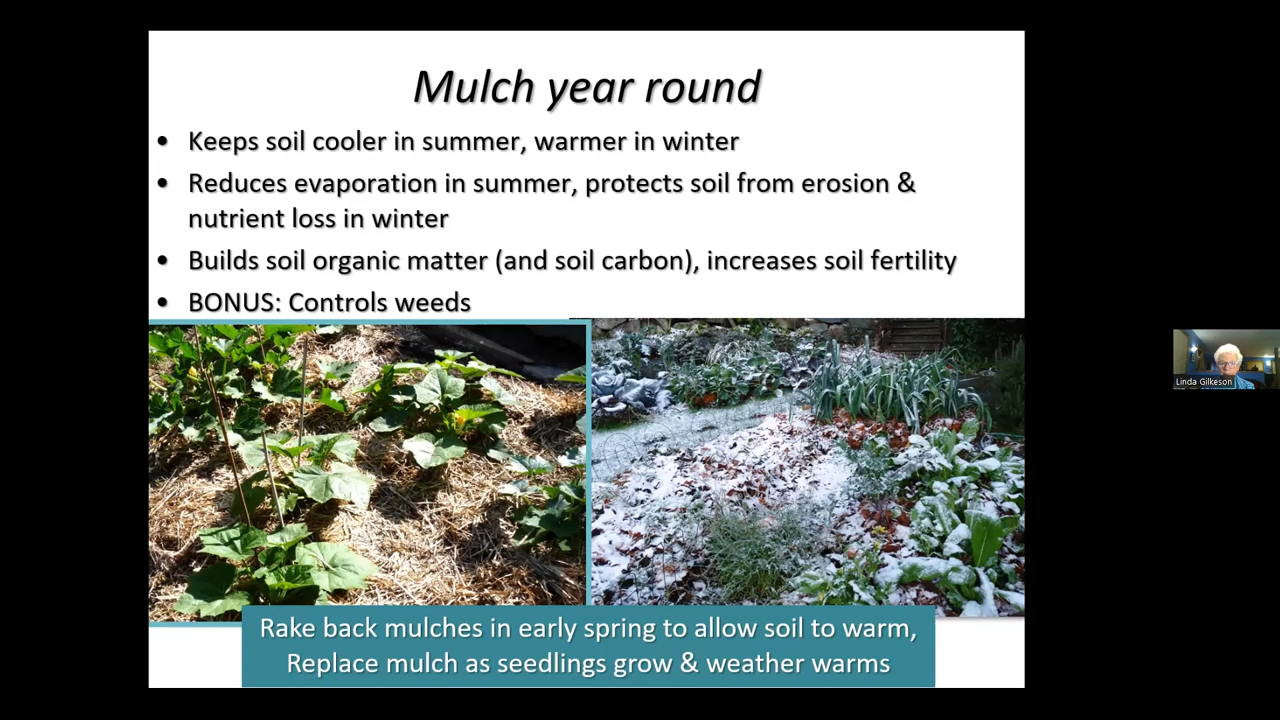 Mulch year round
• Keeps soil cooler in summer, warmer in winter
• Reduces evaporation in summer, protects soil from erosion &
nutrient loss in winter
• Builds soil organic matter (and soil carbon), increases soil fertility
• BONUS: Controls weeds
Linda Gilkeson
Rake back mulches in early spring to allow soil to warm,
Replace mulch as seedlings grow & weather warms